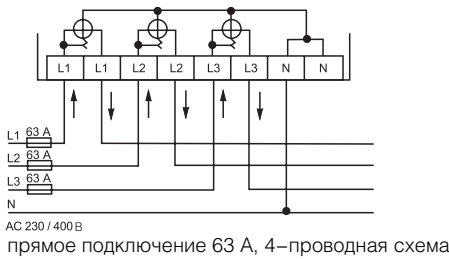 L1 L1 L2 L2 L3 L3 N N
L1 63 A
L2 63 A
L3 63 A
N
AC 230 / 400 В
прямое подключение 63 А, 4–проводная схема